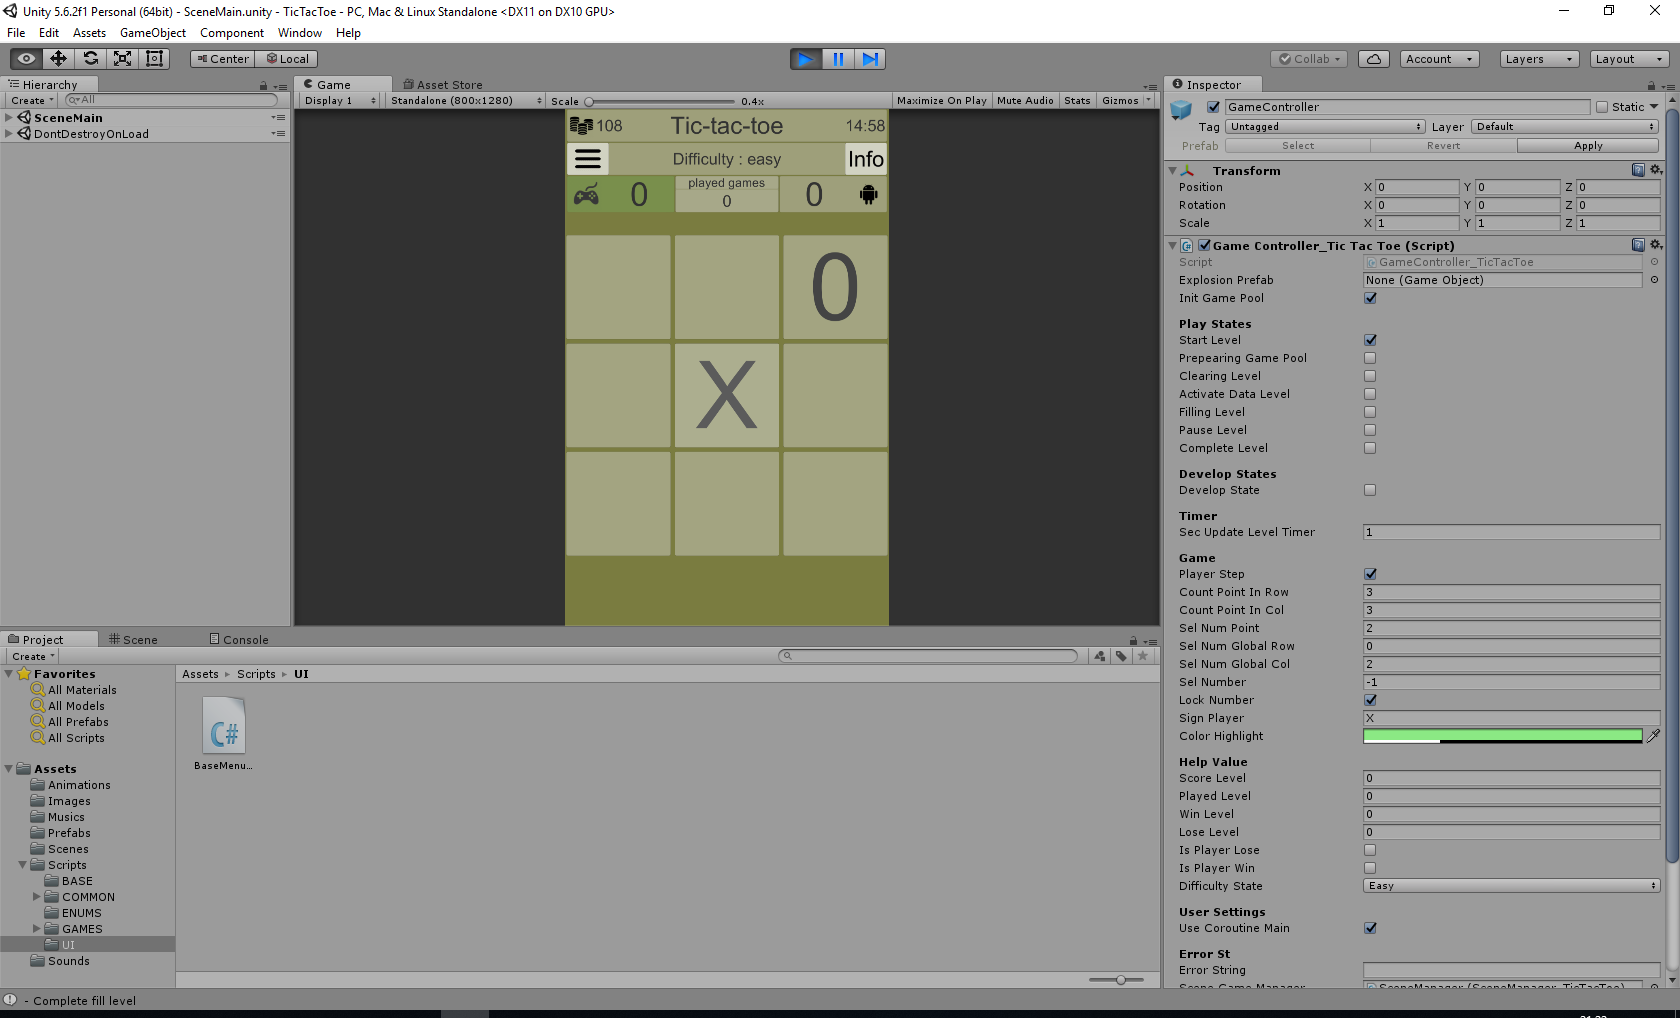 Unity 5.6.2f1 Personal (64bit) - SceneMain.unity - TicTacToe - PC, Mac & Linux Standalone <DX11 on DX10 GPU>
File Edit Assets GameObject Component Window Help
Center Local Collab Account Layers Layout
Hierarchy
Create All
SceneMain
DontDestroyOnLoad
Game Asset Store
Display 1 Standalone (800x1280) Scale 0.4x Maximize On Play Mute Audio Stats Gizmos
108 Tic-tac-toe 14:58
Difficulty : easy Info
0 played games 0
0
0
X
Project Scene Console
Create
Favorites
All Materials
All Models
All Prefabs
All Scripts
Assets
Animations
Images
Musics
Prefabs
Scenes
Scripts
BASE
COMMON
ENUMS
GAMES
UI
Sounds
Assets Scripts UI
C#
BaseMenu...
Inspector
GameController Static
Tag Untagged Layer Default
Prefab Select Revert Apply
Transform
Position X 0 Y 0 Z 0
Rotation X 0 Y 0 Z 0
Scale X 1 Y 1 Z 1
Game Controller_Tic Tac Toe (Script)
Script GameController_TicTacToe
Explosion Prefab None (Game Object)
Init Game Pool
Play States
Start Level
Prepearing Game Pool
Clearing Level
Activate Data Level
Filling Level
Pause Level
Complete Level
Develop States
Develop State
Timer
Sec Update Level Timer 1
Game
Player Step
Count Point In Row 3
Count Point In Col 3
Sel Num Point 2
Sel Num Global Row 0
Sel Num Global Col 2
Sel Number -1
Lock Number
Sign Player X
Color Highlight
Help Value
Score Level 0
Played Level 0
Win Level 0
Lose Level 0
Is Player Lose
Is Player Win
Difficulty State Easy
User Settings
Use Coroutine Main
Error St
Error String
Scene Game Manager SceneManager (SceneManager_TicTacToe)
- Complete fill level